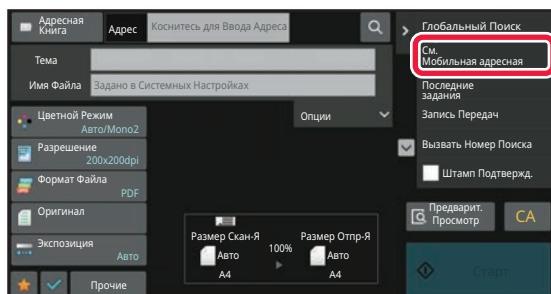 Адресная
Книга
Адрес
Коснитесь для Ввода Адреса
Тема
Имя Файла
Задано в Системных Настройках
Цветной Режим
Авто/Mono2
Разрешение
200x200dpi
Формат Файла
PDF
Оригинал
Экспозиция
Авто
Прочие
Опции
Размер Скан-Я
Авто
A4
100%
Размер Отпр-Я
Авто
A4
Глобальный Поиск
См.
Мобильная адресная
Последние
задания
Запись Передач
Вызвать Номер Поиска
Штамп Подтвержд.
Предварит.
Просмотр
CA
Старт